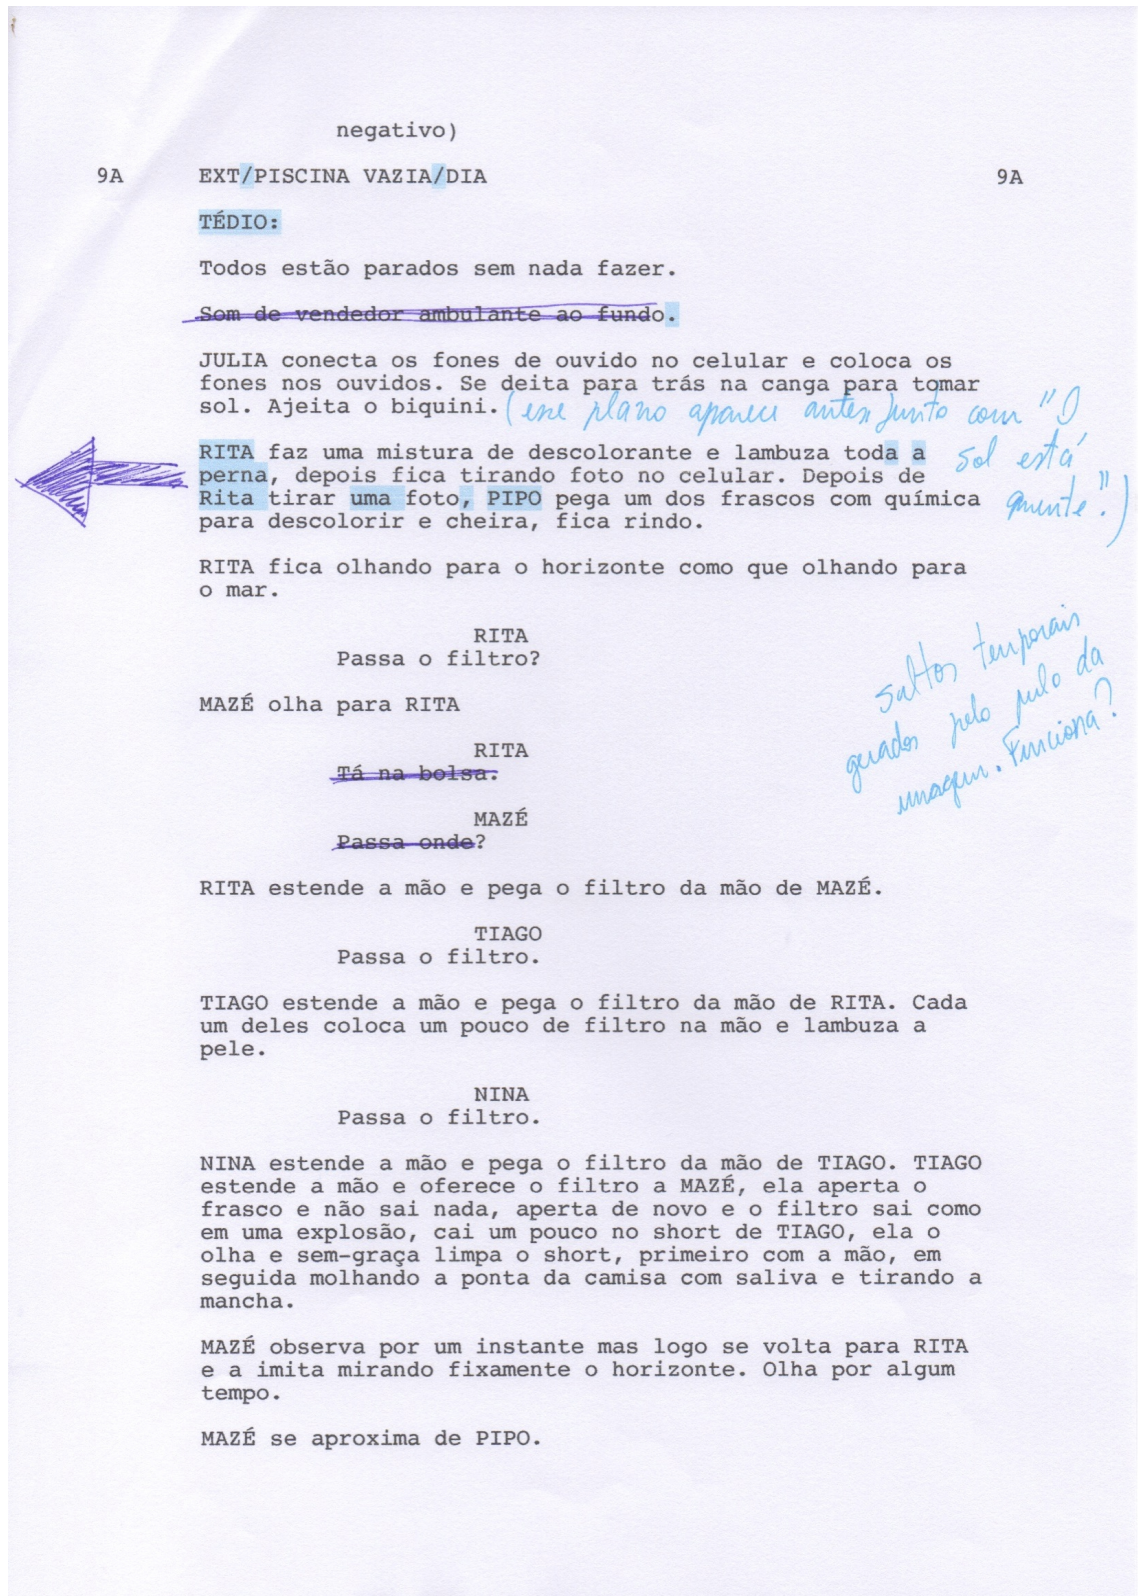 negativo)
9A EXT/PISCINA VAZIA/DIA 9A
TÉDIO:
Todos estão parados sem nada fazer.
Som de vendedor ambulante ao fundo.
JULIA conecta os fones de ouvido no celular e coloca os
fones nos ouvidos. Se deita para trás na canga para tomar
sol. Ajeita o biquini. (esse plano aparece antes junto com "O
sol está
quente".)
RITA faz uma mistura de descolorante e lambuza toda a
perna, depois fica tirando foto no celular. Depois de
Rita tirar uma foto, PIPO pega um dos frascos com química
para descolorir e cheira, fica rindo.
RITA fica olhando para o horizonte como que olhando para
o mar.
RITA
Passa o filtro?
saltos temporais
gerados pelo pulo da
imagem. Funciona?
MAZÉ olha para RITA
RITA
Tá na bolsa.
MAZÉ
Passa onde?
RITA estende a mão e pega o filtro da mão de MAZÉ.
TIAGO
Passa o filtro.
TIAGO estende a mão e pega o filtro da mão de RITA. Cada
um deles coloca um pouco de filtro na mão e lambuza a
pele.
NINA
Passa o filtro.
NINA estende a mão e pega o filtro da mão de TIAGO. TIAGO
estende a mão e oferece o filtro a MAZÉ, ela aperta o
frasco e não sai nada, aperta de novo e o filtro sai como
em uma explosão, cai um pouco no short de TIAGO, ela o
olha e sem-graça limpa o short, primeiro com a mão, em
seguida molhando a ponta da camisa com saliva e tirando a
mancha.
MAZÉ observa por um instante mas logo se volta para RITA
e a imita mirando fixamente o horizonte. Olha por algum
tempo.
MAZÉ se aproxima de PIPO.